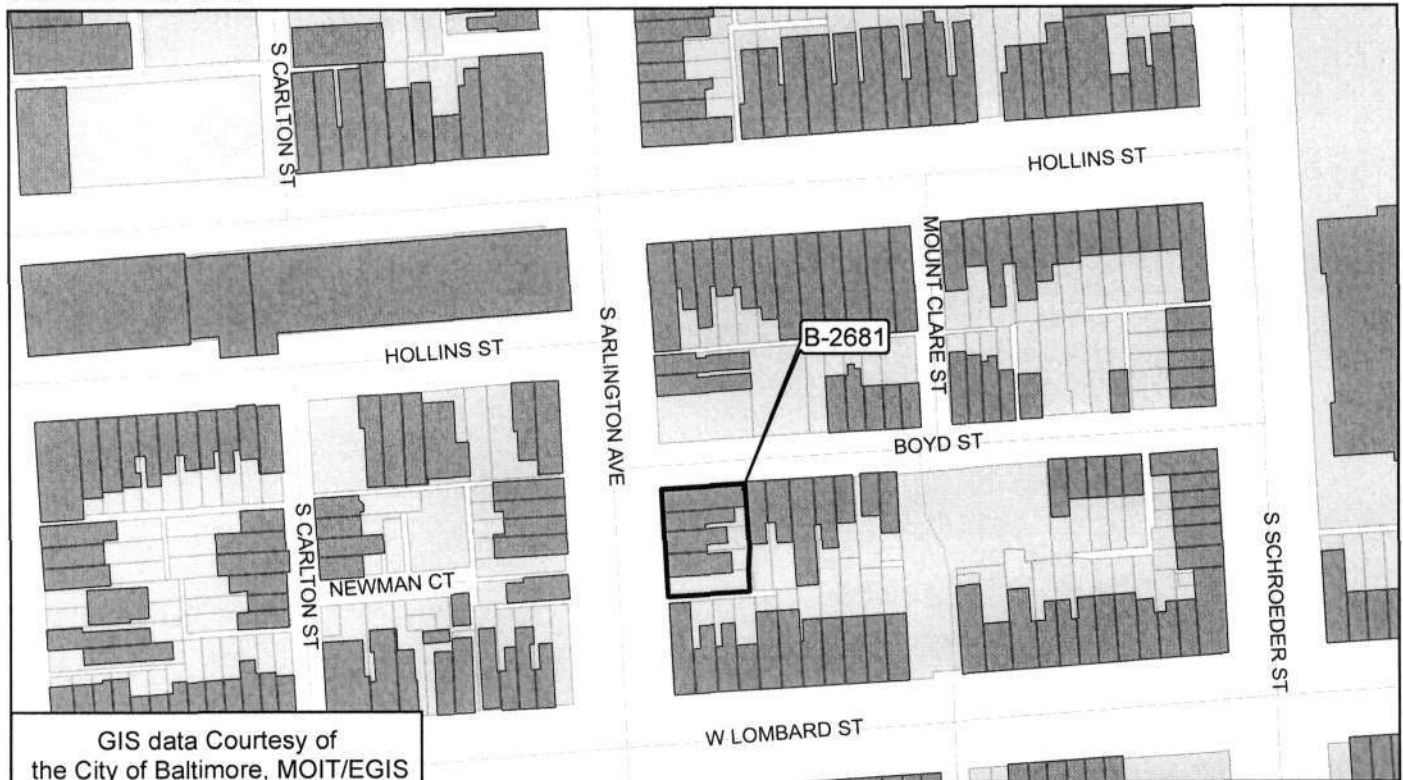 S CARLTON ST
HOLLINS ST
MOUNT CLARE ST
S ARLINGTON AVE
B-2681
HOLLINS ST
BOYD ST
S CARLTON ST
NEWMAN CT
S SCHROEDER ST
W LOMBARD ST
GIS data Courtesy of
the City of Baltimore, MOIT/EGIS